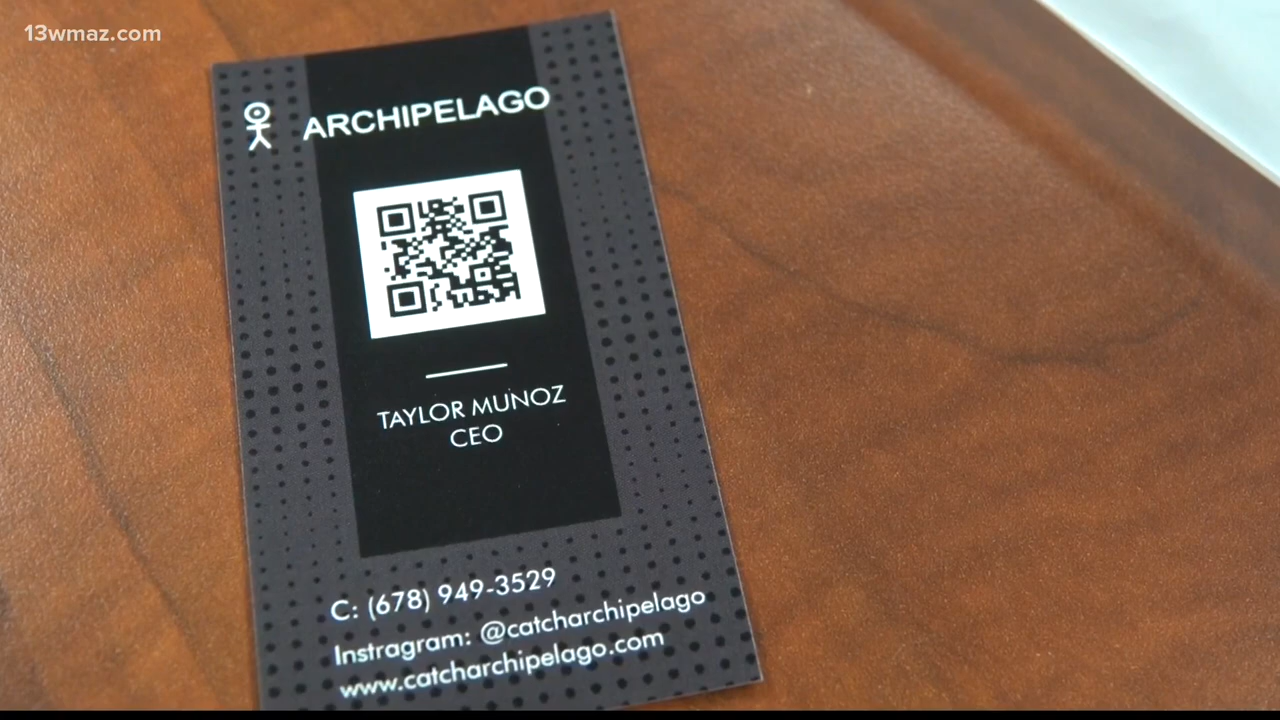 13wmaz.com
ARCHIPELAGO
TAYLOR MUNOZ
CEO
C: (678) 949-3529
Instragram: @catcharchipelago
www.catcharchipelago.com